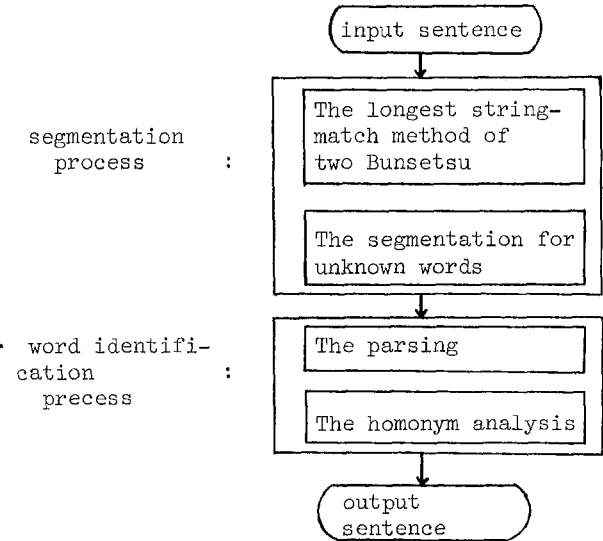 input sentence
The longest string-
match method of
two Bunsetsu
segmentation
process :
The segmentation for
unknown words
word identifi-
cation :
precess
The parsing
The homonym analysis
output
sentence